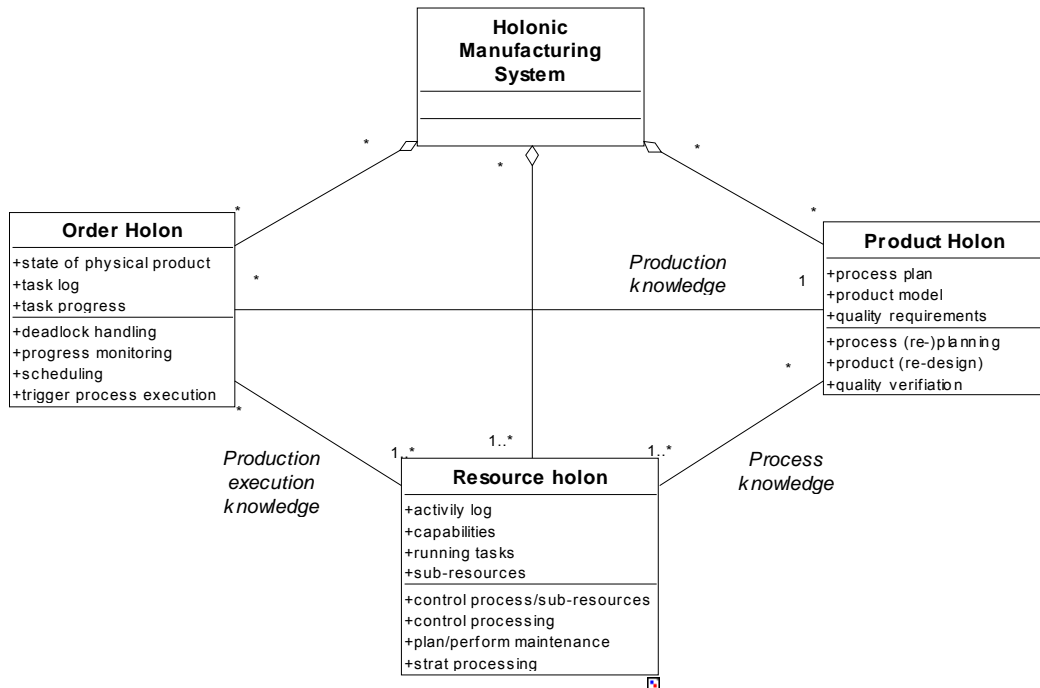 Holonic
Manufacturing
System
*
*
*
*
*
Order Holon
+state of physical product
+task log
+task progress
+deadlock handling
+progress monitoring
+scheduling
+trigger process execution
*
Production
knowledge
1
Product Holon
+process plan
+product model
+quality requirements
+process (re-)planning
+product (re-design)
+quality verifiation
*
*
Production
execution
knowledge
1..*
1..*
1..*
Process
knowledge
Resource holon
+activily log
+capabilities
+running tasks
+sub-resources
+control process/sub-resources
+control processing
+plan/perform maintenance
+strat processing